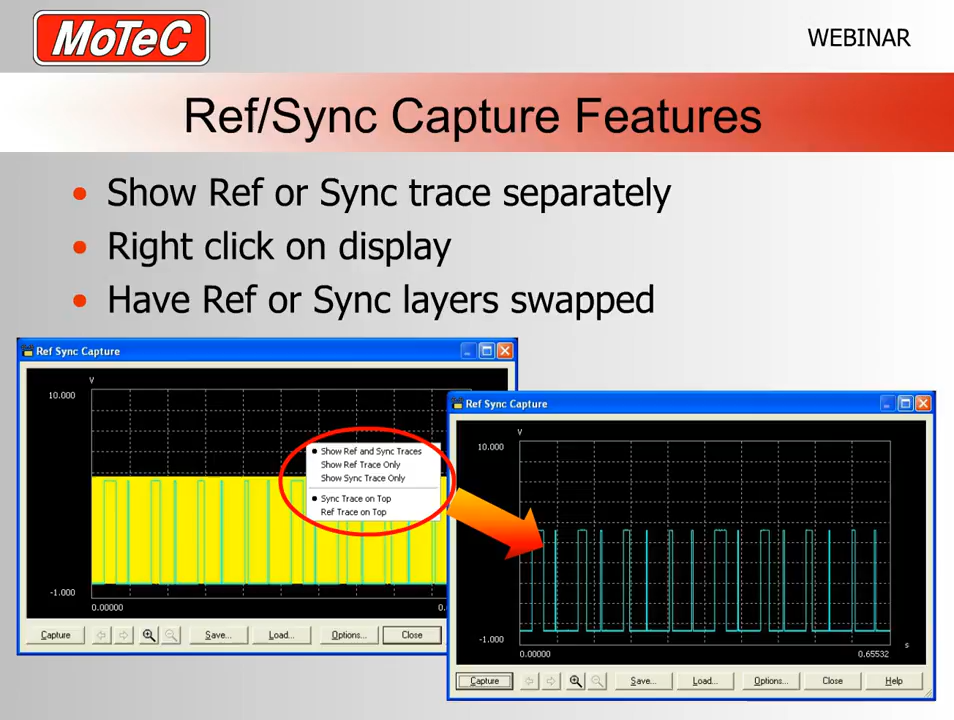 MoTeC
WEBINAR
Ref/Sync Capture Features
• Show Ref or Sync trace separately
• Right click on display
• Have Ref or Sync layers swapped
Ref Sync Capture
V
10.000
Show Ref and Sync Traces
Show Ref Trace Only
Show Sync Trace Only
Sync Trace on Top
Ref Trace on Top
-1.000
0.00000
0.
Capture
Save...
Load...
Options...
Close
Ref Sync Capture
V
10.000
-1.000
s
0.00000
0.65532
Capture
Save...
Load...
Options...
Close
Help